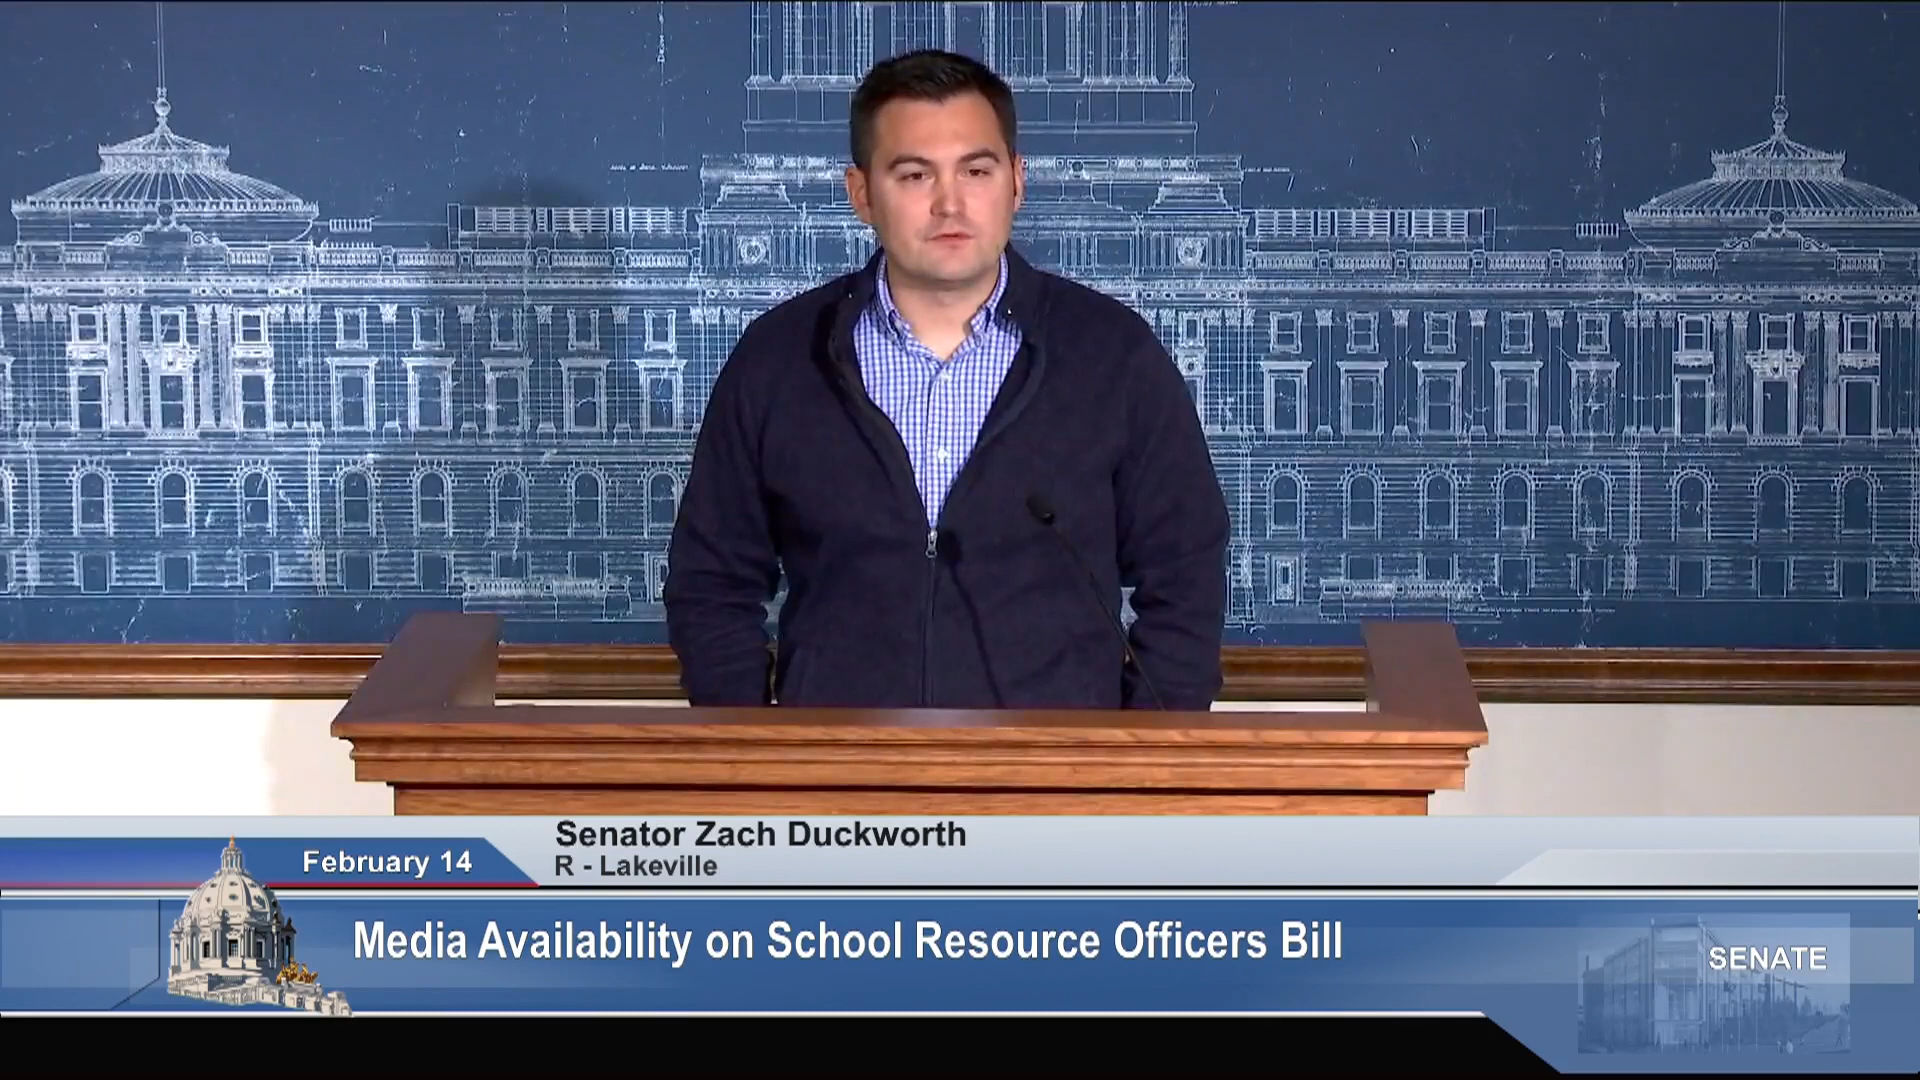 Senator Zach Duckworth
R - Lakeville
February 14
Media Availability on School Resource Officers Bill
SENATE